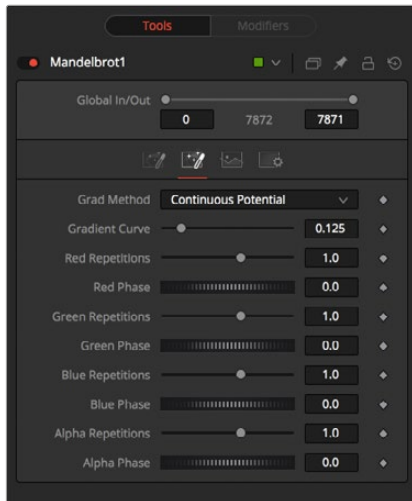 Tools Modifiers
Mandelbrot1
Global In/Out
0 7872 7871
Grad Method Continuous Potential
Gradient Curve 0.125
Red Repetitions 1.0
Red Phase 0.0
Green Repetitions 1.0
Green Phase 0.0
Blue Repetitions 1.0
Blue Phase 0.0
Alpha Repetitions 1.0
Alpha Phase 0.0